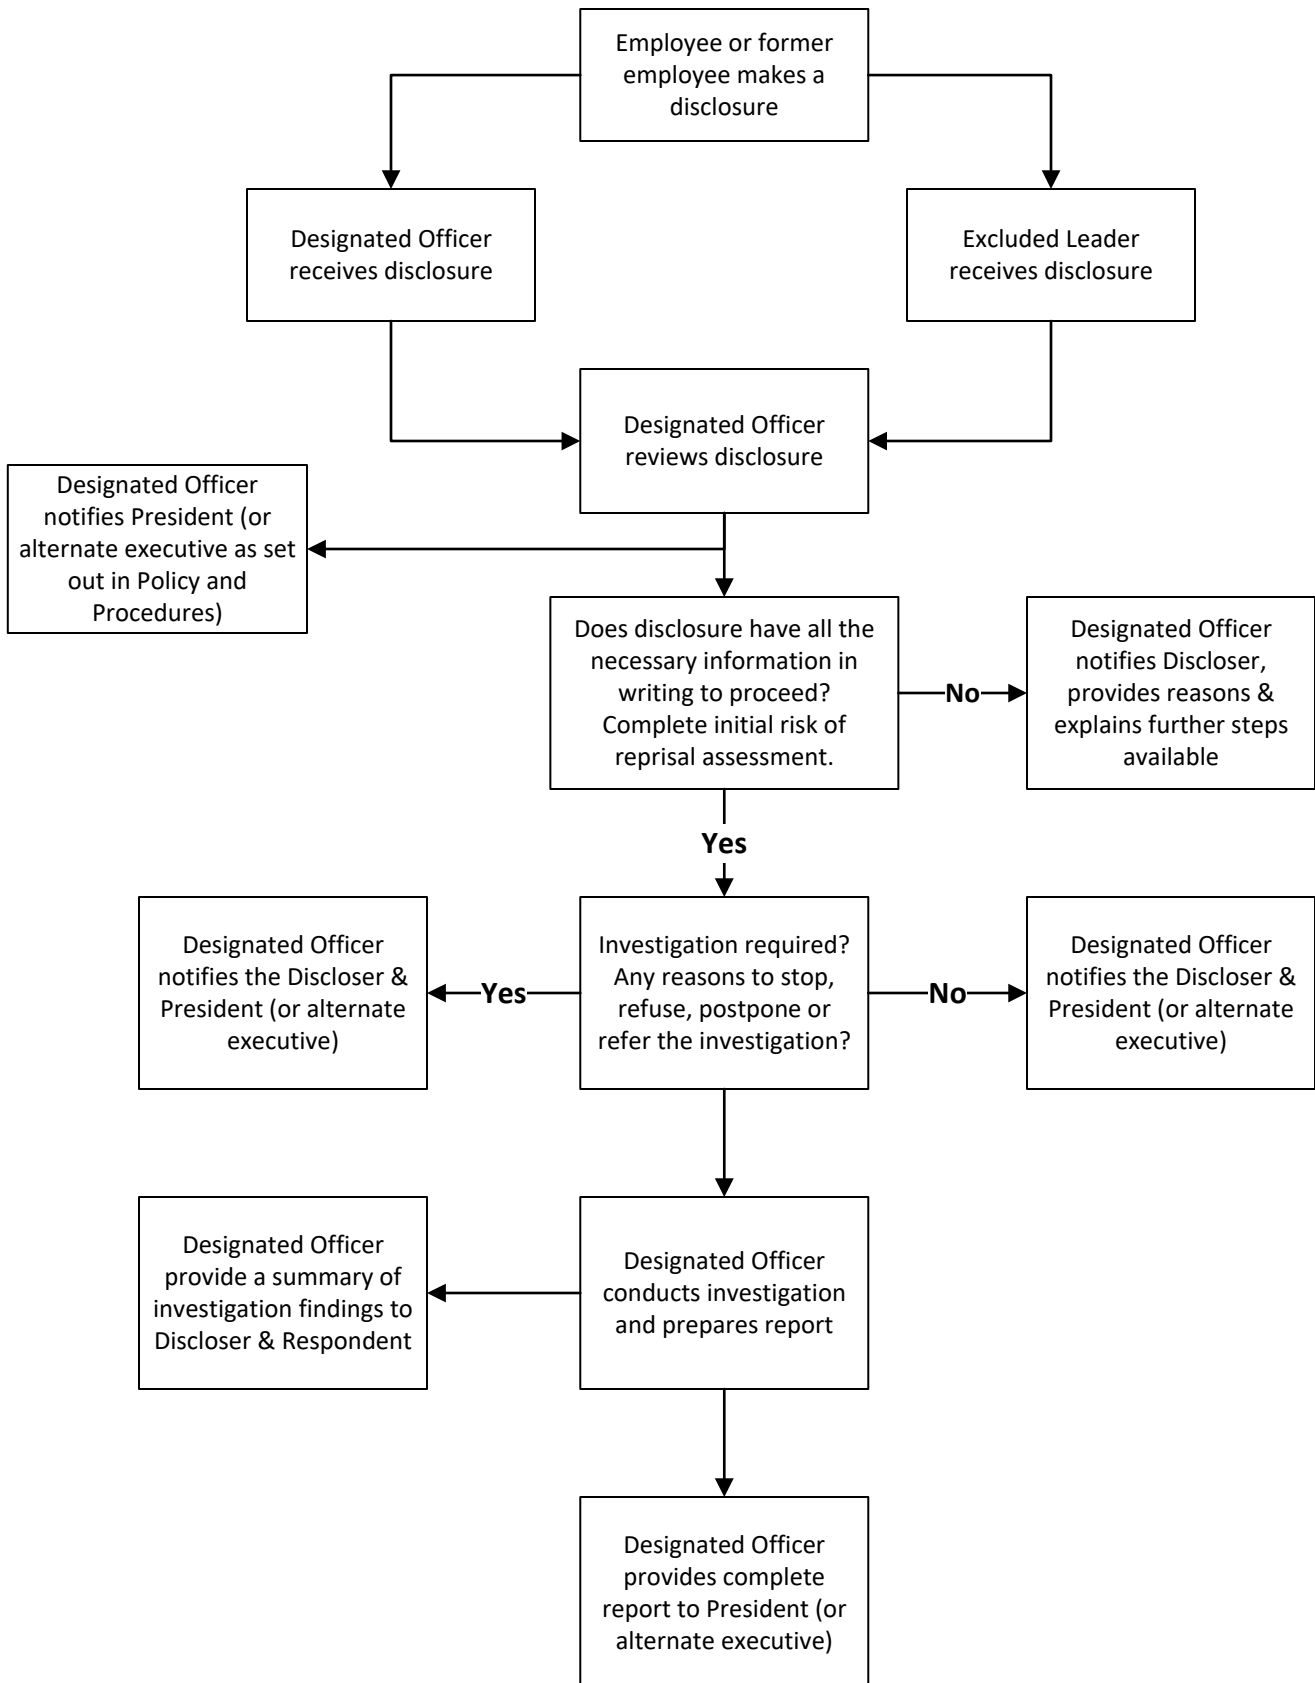 Employee or former
employee makes a
disclosure
Designated Officer
receives disclosure
Excluded Leader
receives disclosure
Designated Officer
reviews disclosure
Designated Officer
notifies President (or
alternate executive as set
out in Policy and
Procedures)
Does disclosure have all the
necessary information in
writing to proceed?
Complete initial risk of
reprisal assessment.
No
Designated Officer
notifies Discloser,
provides reasons &
explains further steps
available
Yes
Designated Officer
notifies the Discloser &
President (or alternate
executive)
Yes
Investigation required?
Any reasons to stop,
refuse, postpone or
refer the investigation?
No
Designated Officer
notifies the Discloser &
President (or alternate
executive)
Designated Officer
provide a summary of
investigation findings to
Discloser & Respondent
Designated Officer
conducts investigation
and prepares report
Designated Officer
provides complete
report to President (or
alternate executive)